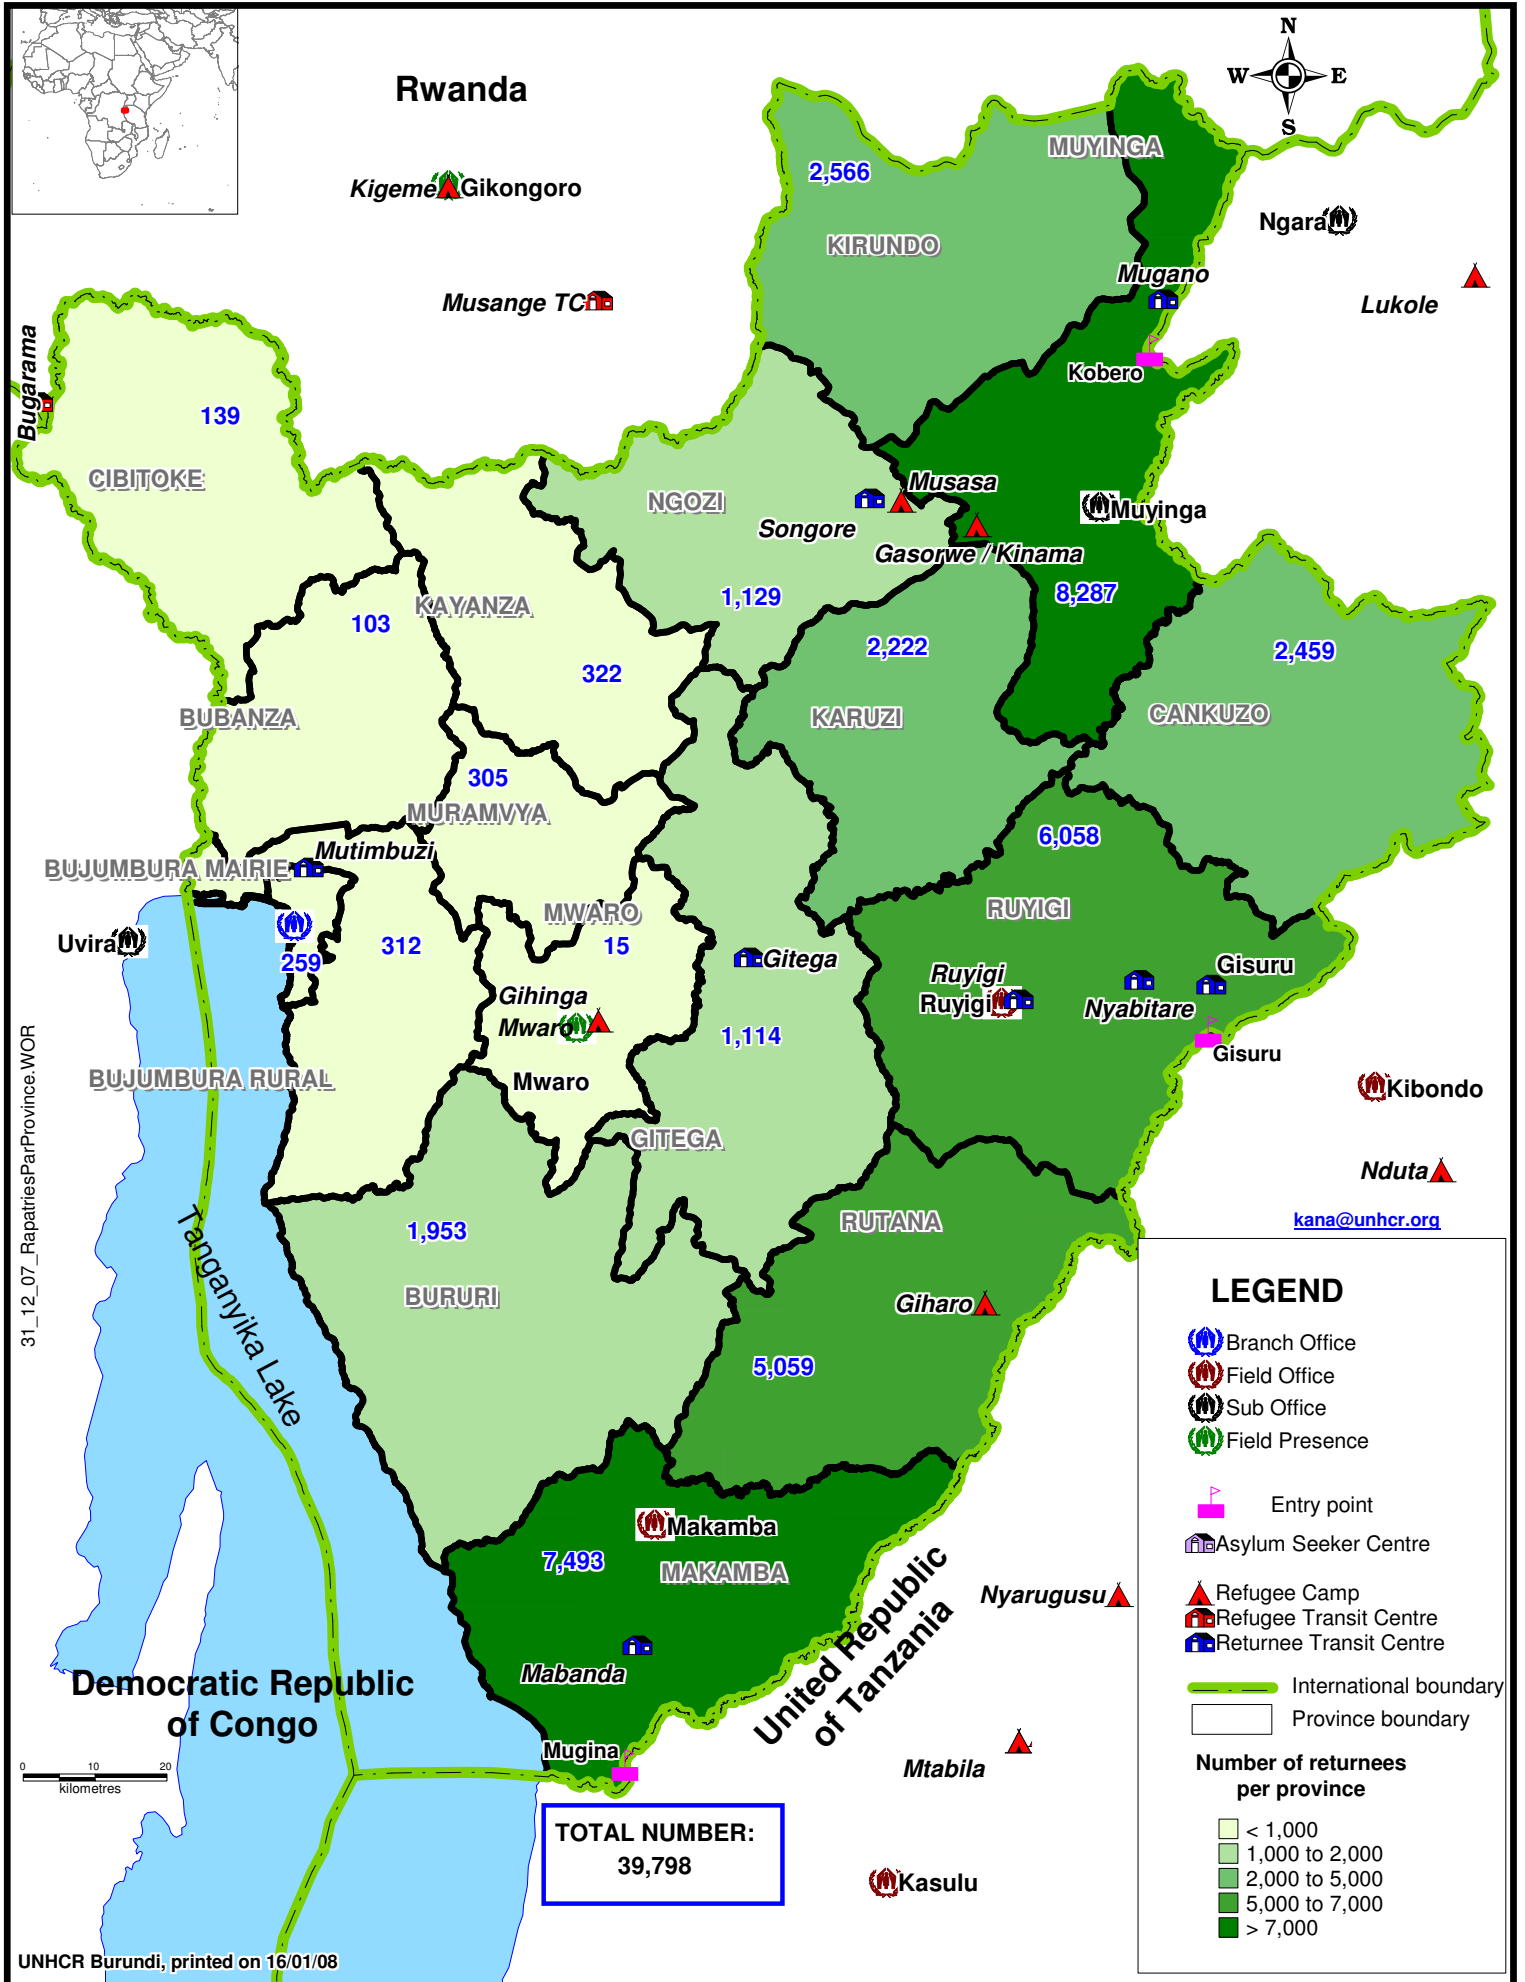 N
W E
S
Rwanda
Kigeme Gikongoro
Musange TC
Bugarama
2,566
MUYINGA
KIRUNDO
Ngara
Mugano
Lukole
Kobero
139
CIBITOKE
NGOZI
Musasa
Songore
Muyinga
Gasorwe / Kinama
1,129
8,287
KAYANZA
103
322
2,222
2,459
BUBANZA
KARUZI
CANKUZO
305
MURAMVYA
6,058
Mutimbuzi
BUJUMBURA MAIRIE
MWARO
RUYIGI
Uvira
312
15
259
Gitega
Gisuru
Ruyigi
Ruyigi
Nyabitare
Gihinga
Mwaro
1,114
Gisuru
Mwaro
BUJUMBURA RURAL
Kibondo
GITEGA
Nduta
kana@unhcr.org
1,953
RUTANA
BURURI
Giharo
5,059
31_12_07_RapatriesParProvince.WOR
Tanganyika Lake
Makamba
7,493
MAKAMBA
Nyarugusu
Mabanda
United Republic
of Tanzania
Democratic Republic
of Congo
Mugina
Mtabila
0 10 20
kilometres
TOTAL NUMBER:
39,798
Kasulu
UNHCR Burundi, printed on 16/01/08
LEGEND
Branch Office
Field Office
Sub Office
Field Presence
Entry point
Asylum Seeker Centre
Refugee Camp
Refugee Transit Centre
Returnee Transit Centre
International boundary
Province boundary
Number of returnees
per province
< 1,000
1,000 to 2,000
2,000 to 5,000
5,000 to 7,000
> 7,000